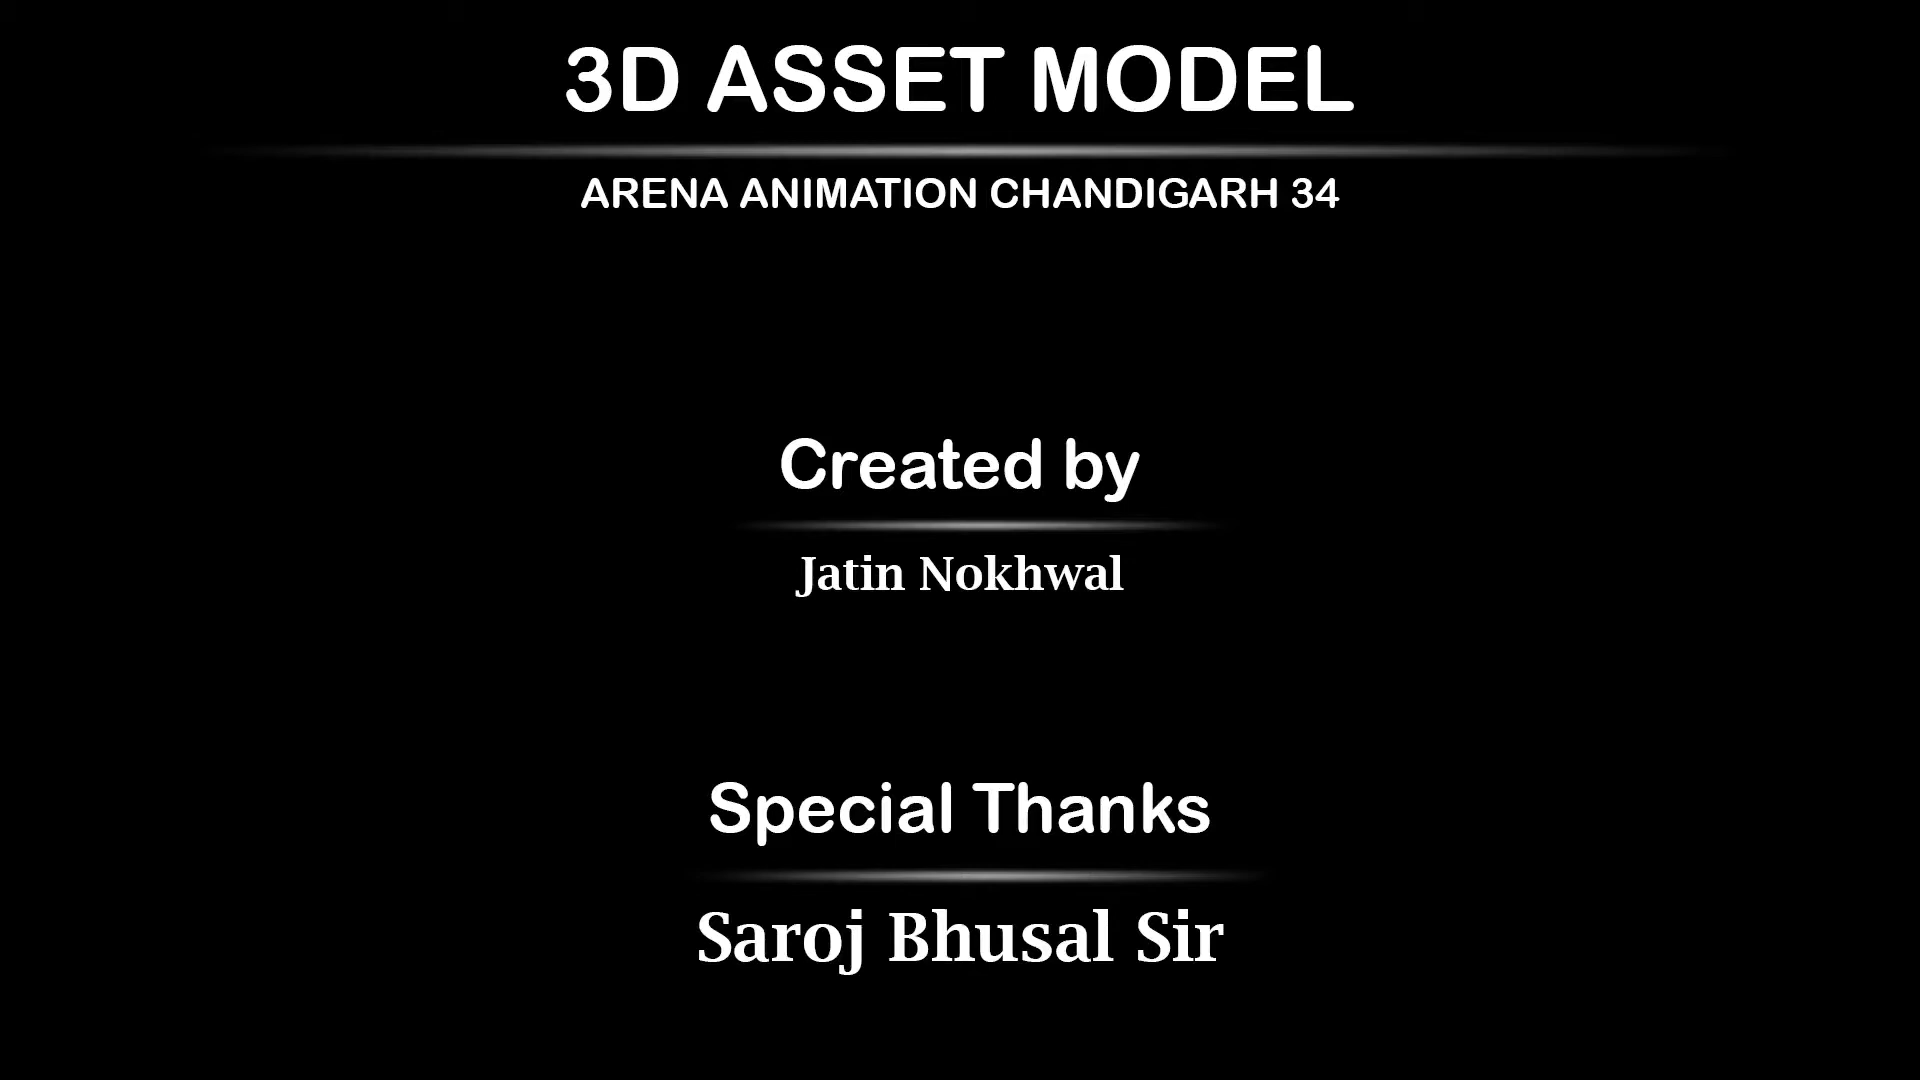 3D ASSET MODEL
ARENA ANIMATION CHANDIGARH 34
Created by
Jatin Nokhwal
Special Thanks
Saroj Bhusal Sir